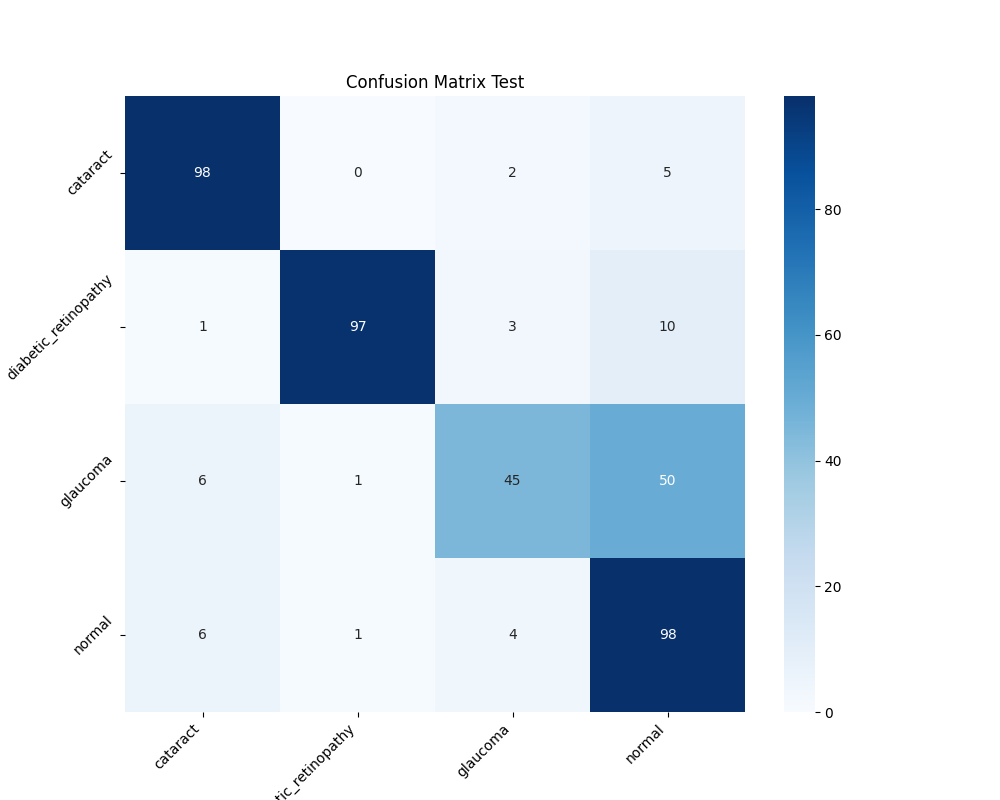 Confusion Matrix Test
cataract
98 0 2 5
diabetic_retinopathy
1 97 3 10
glaucoma
6 1 45 50
normal
6 1 4 98
cataract
tic_retinopathy
glaucoma
normal
80
60
40
20
0